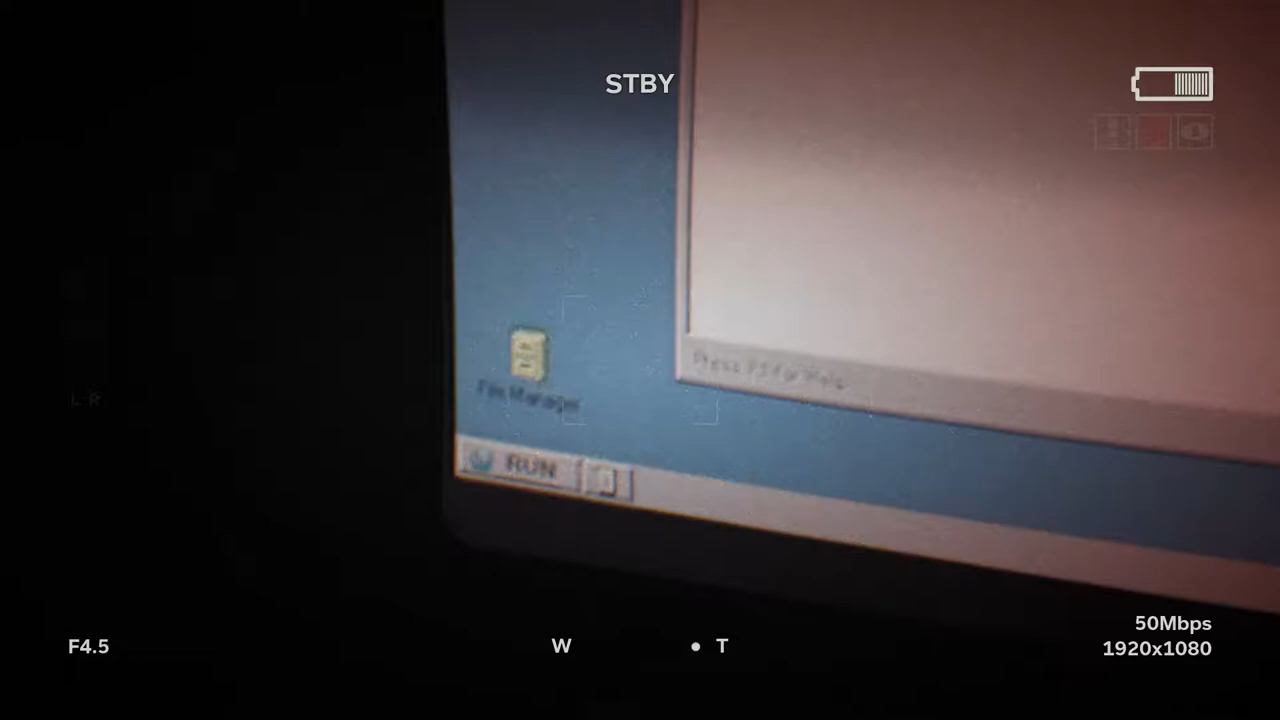 STBY
L R
Press F1 for Help
File Manager
RUN
F4.5
W
T
50Mbps
1920x1080